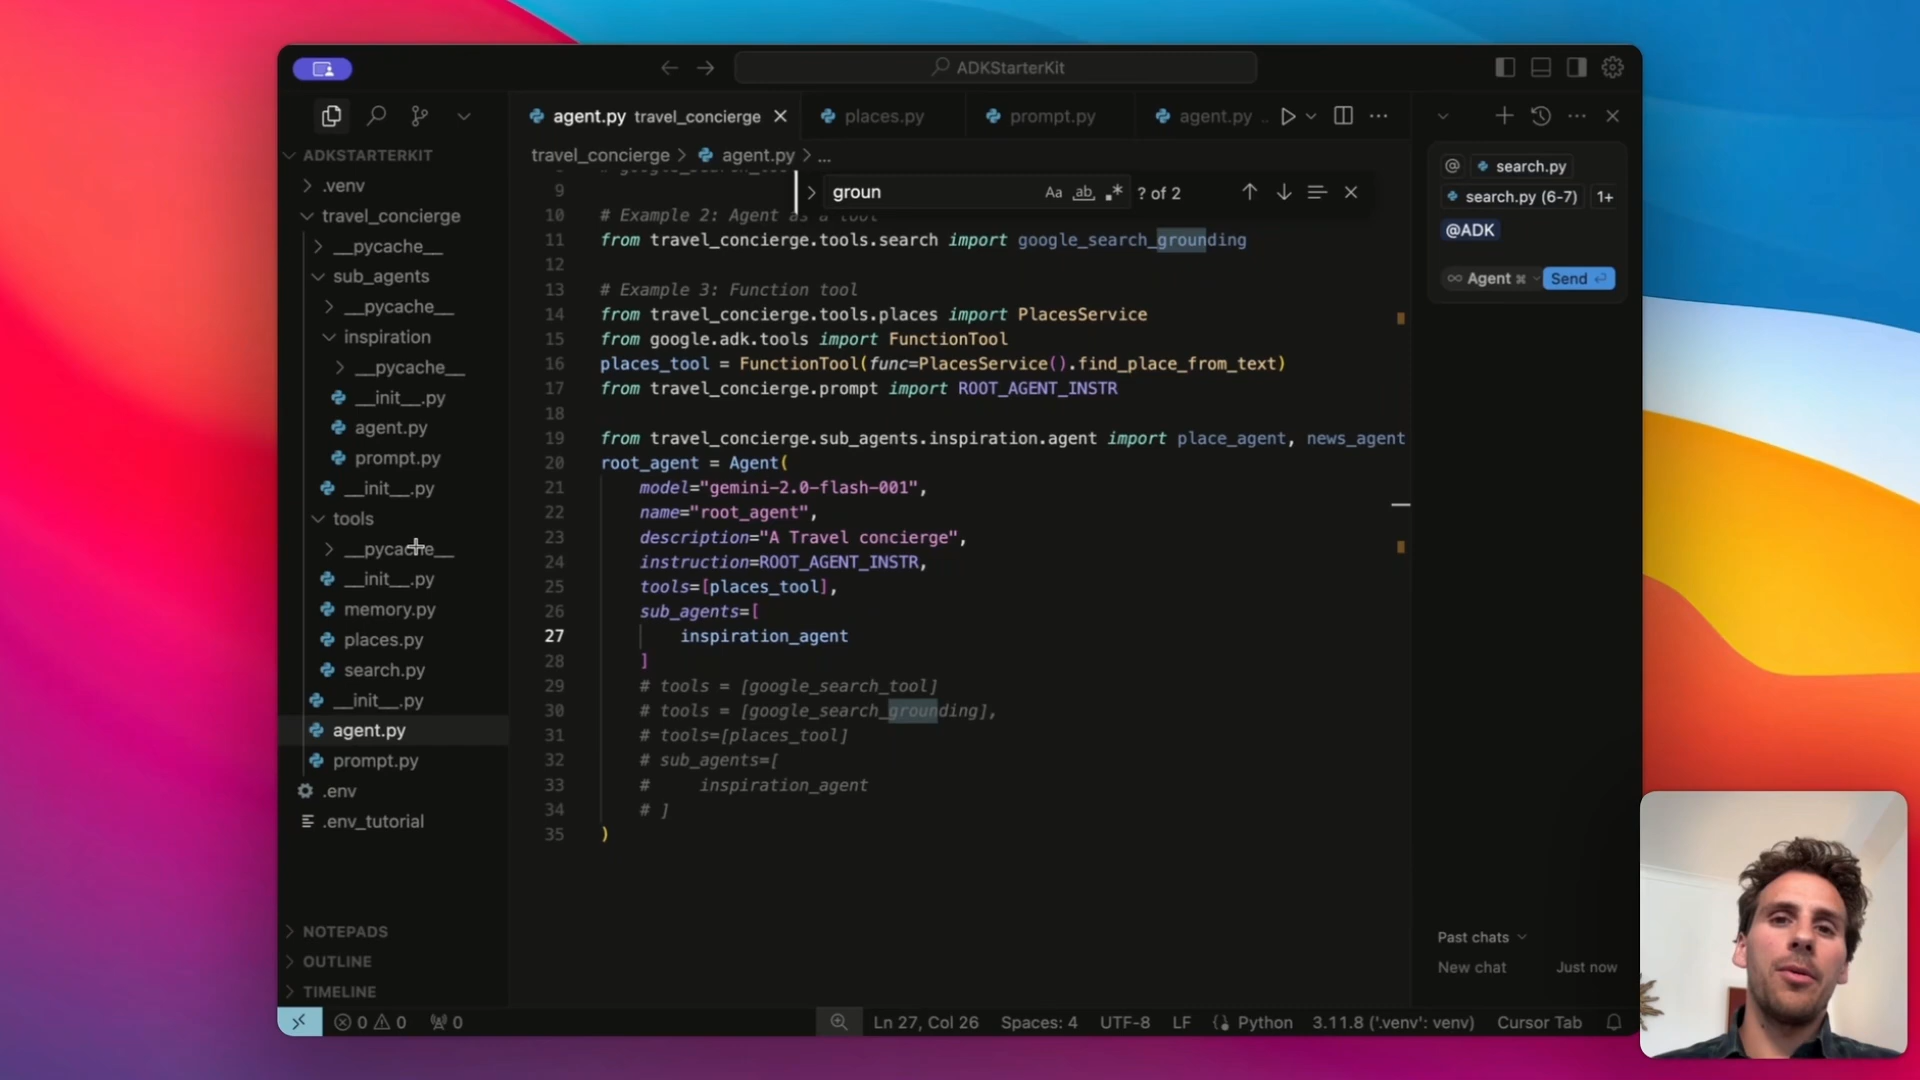 ADKStarterKit
agent.py travel_concierge
places.py
prompt.py
agent.py ..
ADKSTARTERKIT
.venv
travel_concierge
__pycache__
sub_agents
__pycache__
inspiration
__pycache__
__init__.py
agent.py
prompt.py
__init__.py
tools
__pycache__
__init__.py
memory.py
places.py
search.py
__init__.py
agent.py
prompt.py
.env
.env_tutorial
NOTEPADS
OUTLINE
TIMELINE
travel_concierge > agent.py > ...
groun Aa ab ? of 2
9
10 # Example 2: Agent as a tool
11 from travel_concierge.tools.search import google_search_grounding
12
13 # Example 3: Function tool
14 from travel_concierge.tools.places import PlacesService
15 from google.adk.tools import FunctionTool
16 places_tool = FunctionTool(func=PlacesService().find_place_from_text)
17 from travel_concierge.prompt import ROOT_AGENT_INSTR
18
19 from travel_concierge.sub_agents.inspiration.agent import place_agent, news_agent
20 root_agent = Agent(
21 model="gemini-2.0-flash-001",
22 name="root_agent",
23 description="A Travel concierge",
24 instruction=ROOT_AGENT_INSTR,
25 tools=[places_tool],
26 sub_agents=[
27 inspiration_agent
28 ]
29 # tools = [google_search_tool]
30 # tools = [google_search_grounding],
31 # tools=[places_tool]
32 # sub_agents=[
33 # inspiration_agent
34 # ]
35 )
@ search.py
search.py (6-7) 1+
@ADK
Agent Send
Past chats
New chat Just now
0 0 0
Ln 27, Col 26 Spaces: 4 UTF-8 LF Python 3.11.8 ('.venv': venv) Cursor Tab